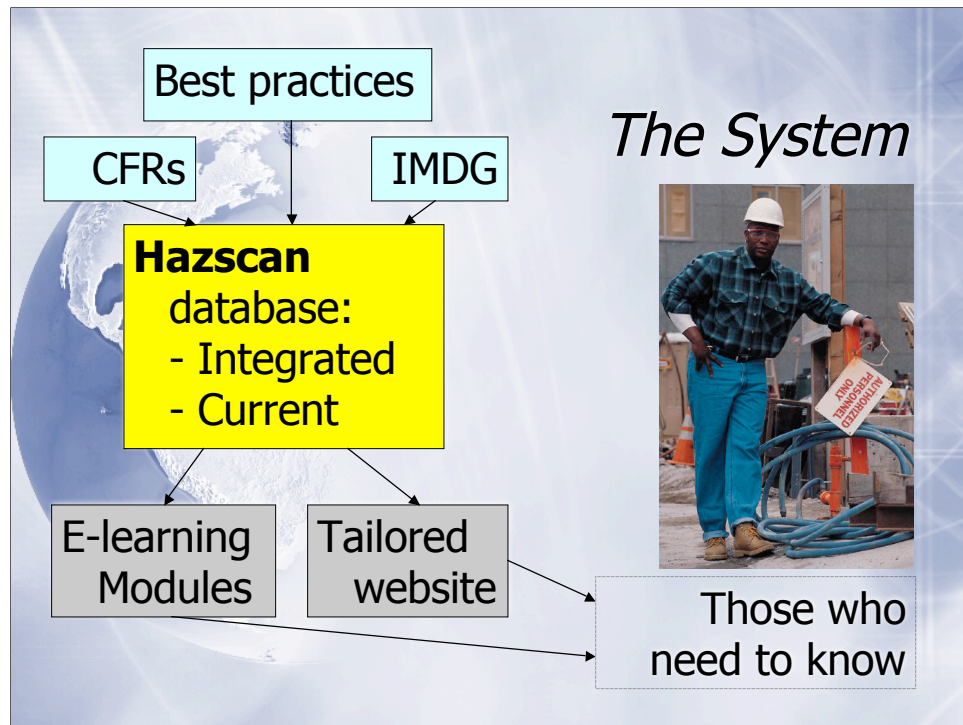 The System
Best practices
CFRs
IMDG
Hazscan
database:
- Integrated
- Current
E-learning
Modules
Tailored
website
Those who
need to know
AUTHORIZED
PERSONNEL
ONLY